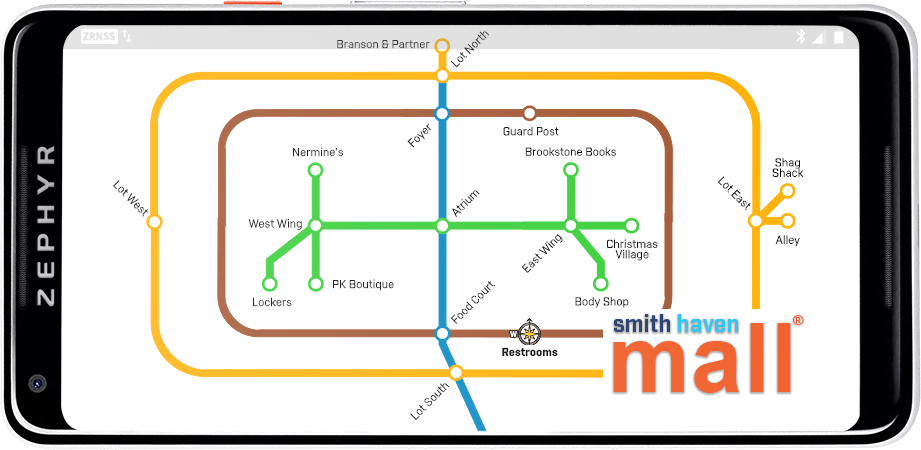 ZRNSS
Branson & Partner
Lot North
Foyer
Guard Post
Nermine's
Brookstone Books
Shag
Shack
Lot West
Lot East
West Wing
Atrium
Alley
East Wing
Christmas
Village
Lockers
PK Boutique
Body Shop
Food Court
W
Restrooms
Lot South
smith haven
mall®
ZEPHYR